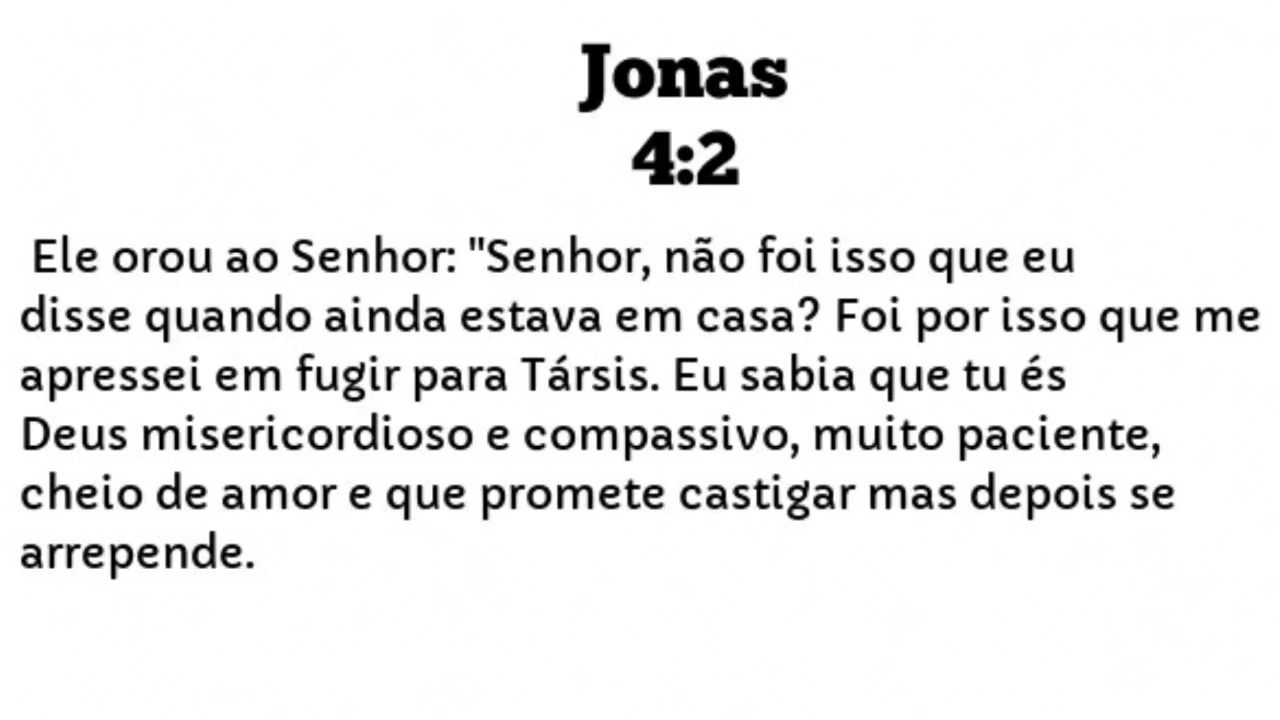 Jonas
4:2
Ele orou ao Senhor: "Senhor, não foi isso que eu
disse quando ainda estava em casa? Foi por isso que me
apressei em fugir para Társis. Eu sabia que tu és
Deus misericordioso e compassivo, muito paciente,
cheio de amor e que promete castigar mas depois se
arrepende.